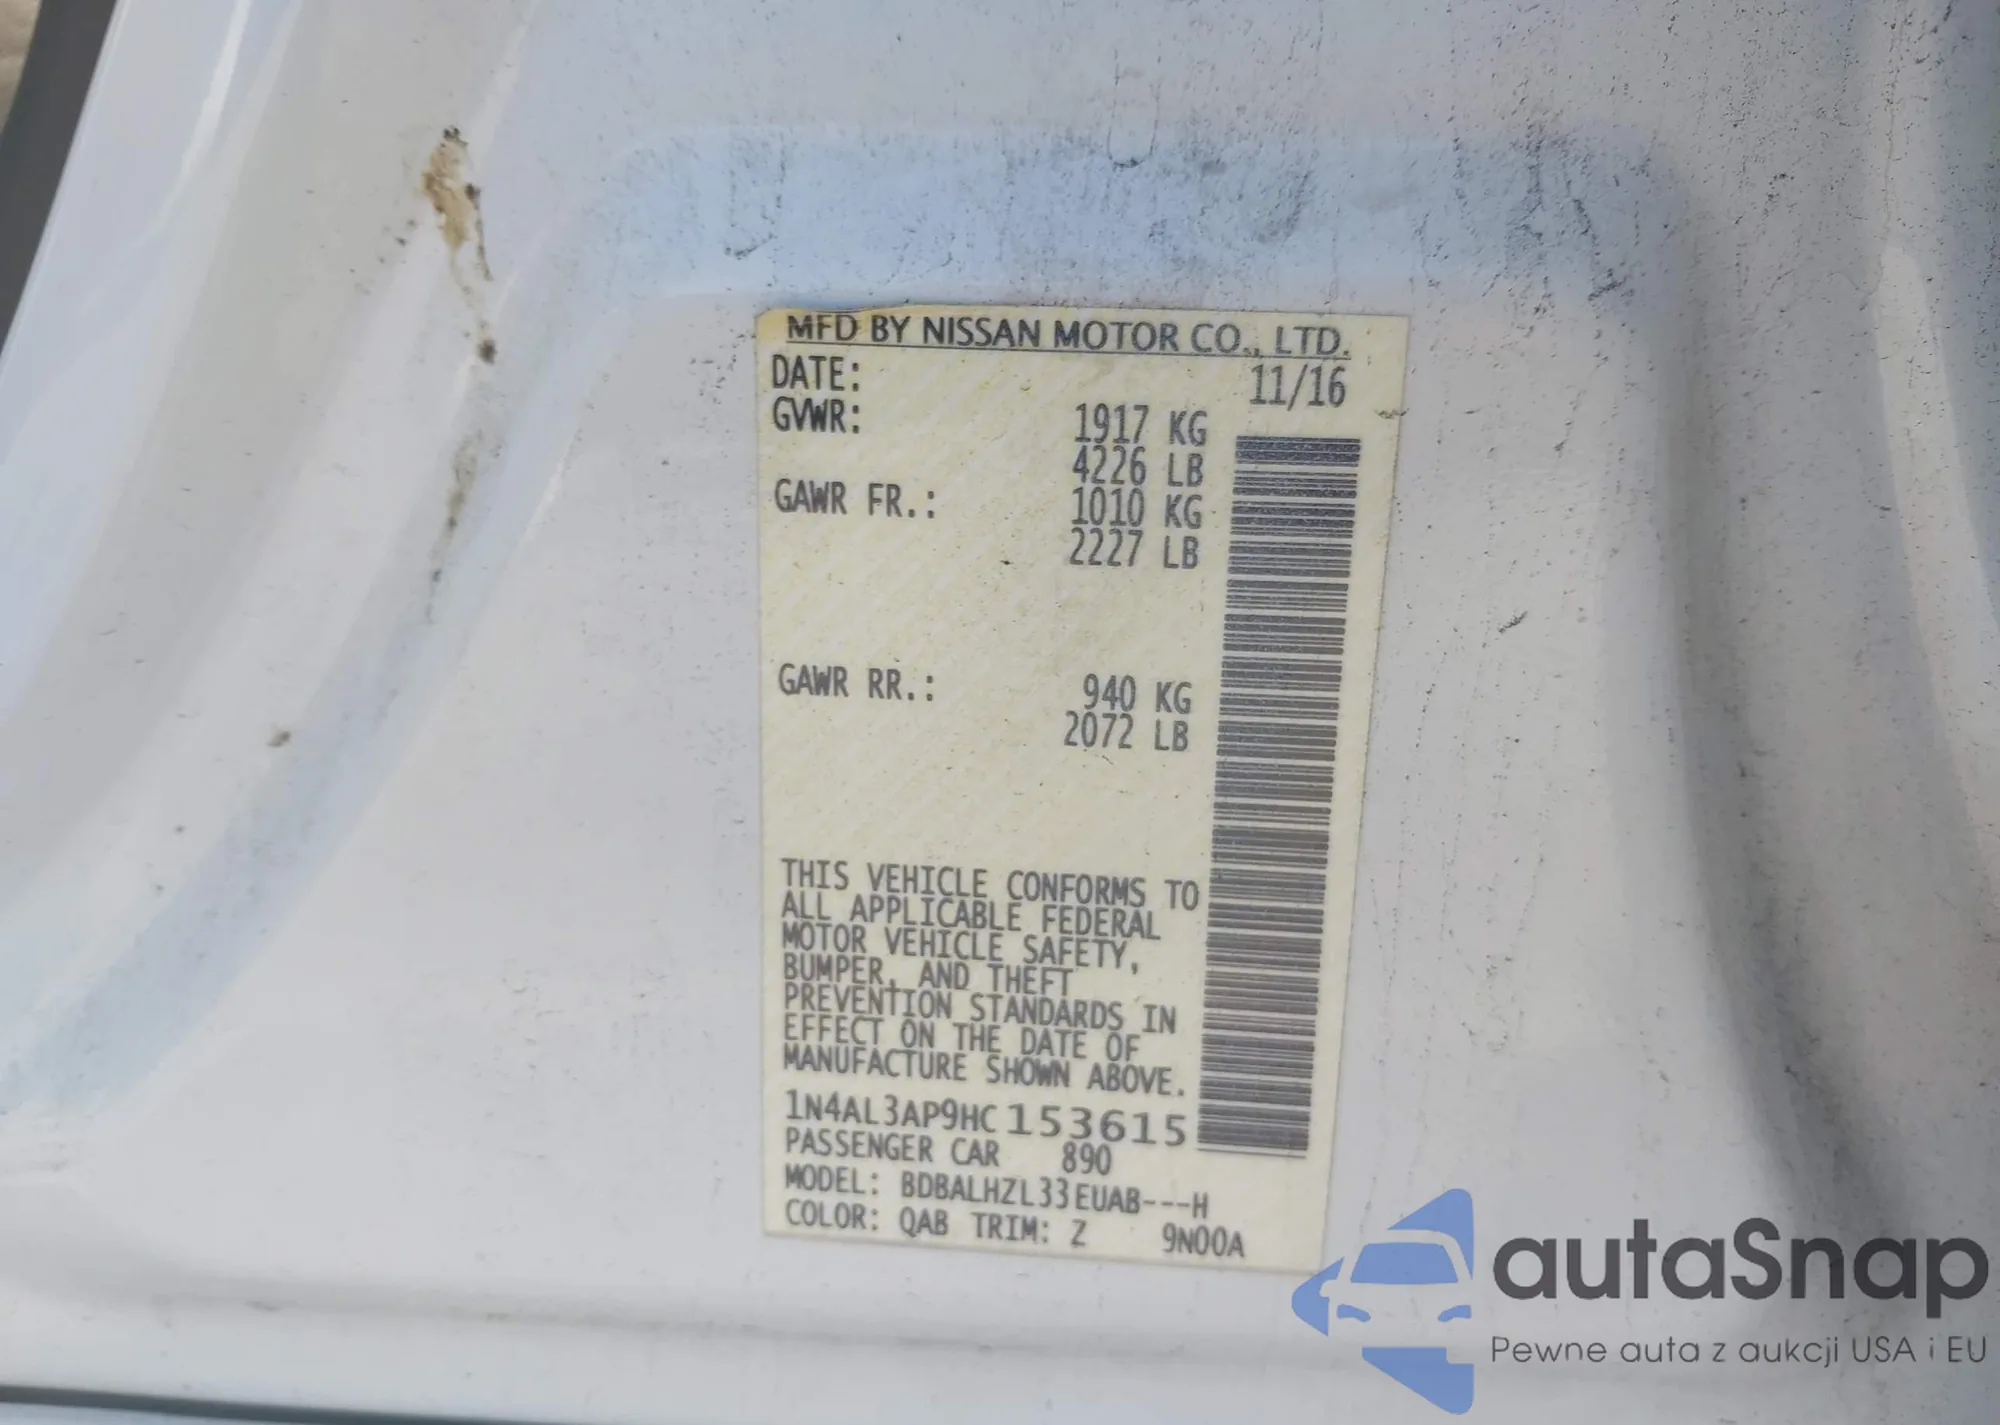 MFD BY NISSAN MOTOR CO., LTD.
DATE: 11/16
GVWR: 1917 KG
4226 LB
GAWR FR.: 1010 KG
2227 LB
GAWR RR.: 940 KG
2072 LB
THIS VEHICLE CONFORMS TO
ALL APPLICABLE FEDERAL
MOTOR VEHICLE SAFETY,
BUMPER, AND THEFT
PREVENTION STANDARDS IN
EFFECT ON THE DATE OF
MANUFACTURE SHOWN ABOVE.
1N4AL3AP9HC153615
PASSENGER CAR 890
MODEL: BDBALHZL33EUAB---H
COLOR: QAB TRIM: Z 9N00A
autaSnap
Pewne auta z aukcji USA i EU